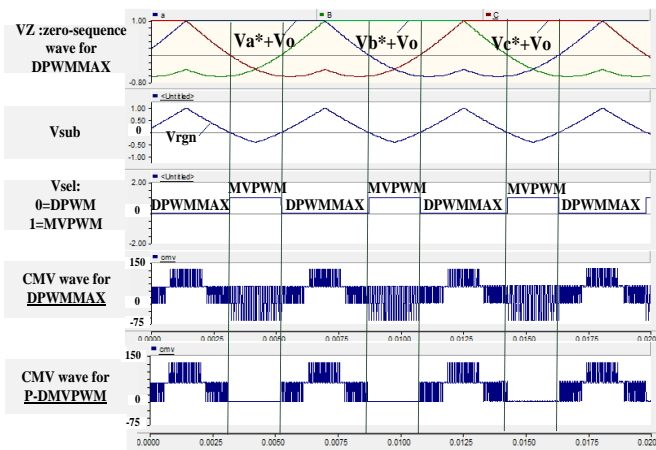 VZ :zero-sequence
wave for
DPWMMAX
a
B
C
1.00
-0.80
Va*+Vo
Vb*+Vo
Vc*+Vo
Vsub
<Untitled>
1.00
0.50
0
-0.50
-1.00
Vrgn
Vsel:
0=DPWM
1=MVPWM
<Untitled>
2.00
0
-2.00
DPWMMAX
MVPWM
DPWMMAX
MVPWM
DPWMMAX
MVPWM
DPWMMAX
CMV wave for
DPWMMAX
cmv
150
0
-75
0.0000 0.0025 0.0050 0.0075 0.0100 0.0125 0.0150 0.0175 0.020
CMV wave for
P-DMVPWM
cmv
150
0
-75
0.0000 0.0025 0.0050 0.0075 0.0100 0.0125 0.0150 0.0175 0.020